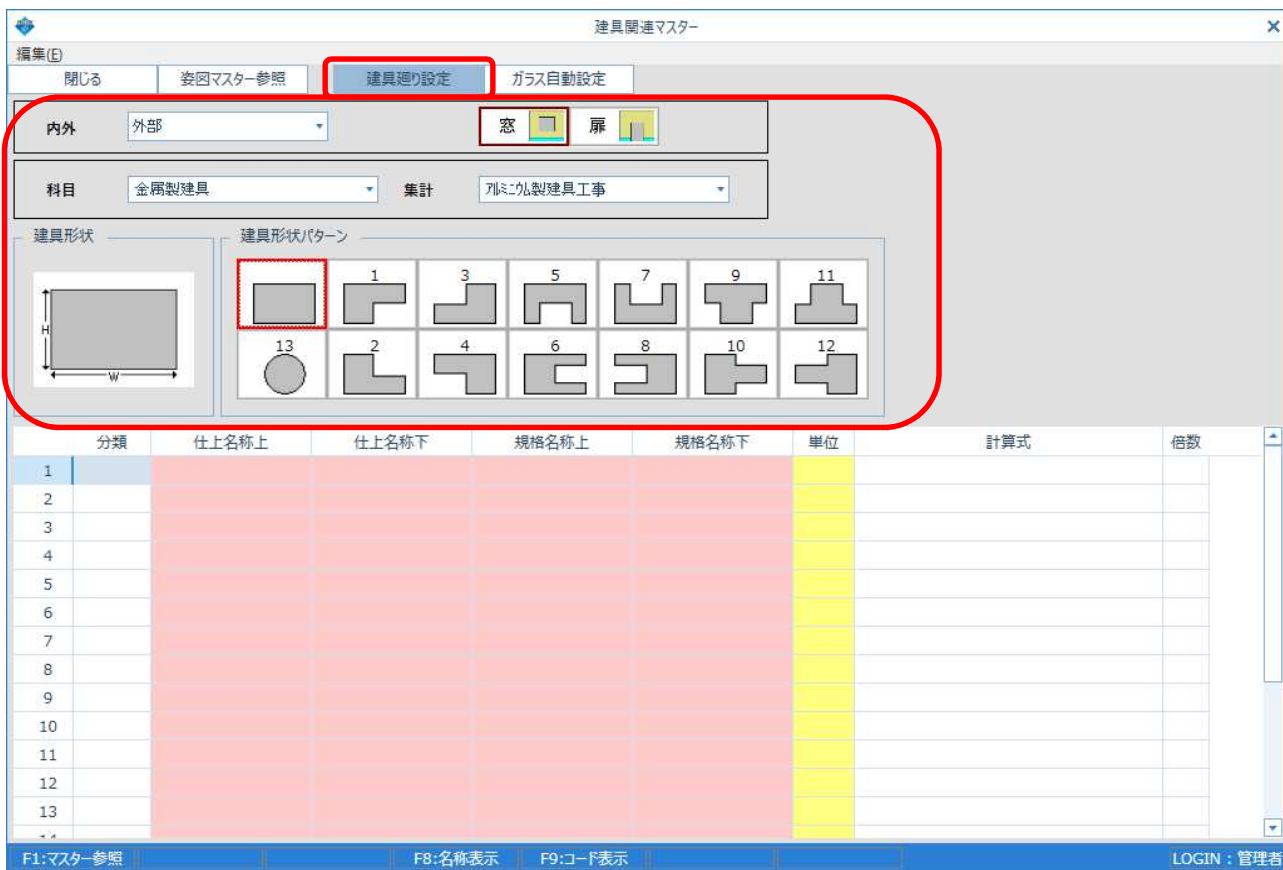 建具関連マスター
編集(E)
閉じる 姿図マスター参照 建具廻り設定 ガラス自動設定
内外 外部 窓 扉
科目 金属製建具 集計 ｱﾙﾐﾆｳﾑ製建具工事
建具形状 建具形状パターン
1 3 5 7 9 11
H
13 2 4 6 8 10 12
W
分類 仕上名称上 仕上名称下 規格名称上 規格名称下 単位 計算式 倍数
1
2
3
4
5
6
7
8
9
10
11
12
13
F1:マスター参照 F8:名称表示 F9:コード表示 LOGIN : 管理者